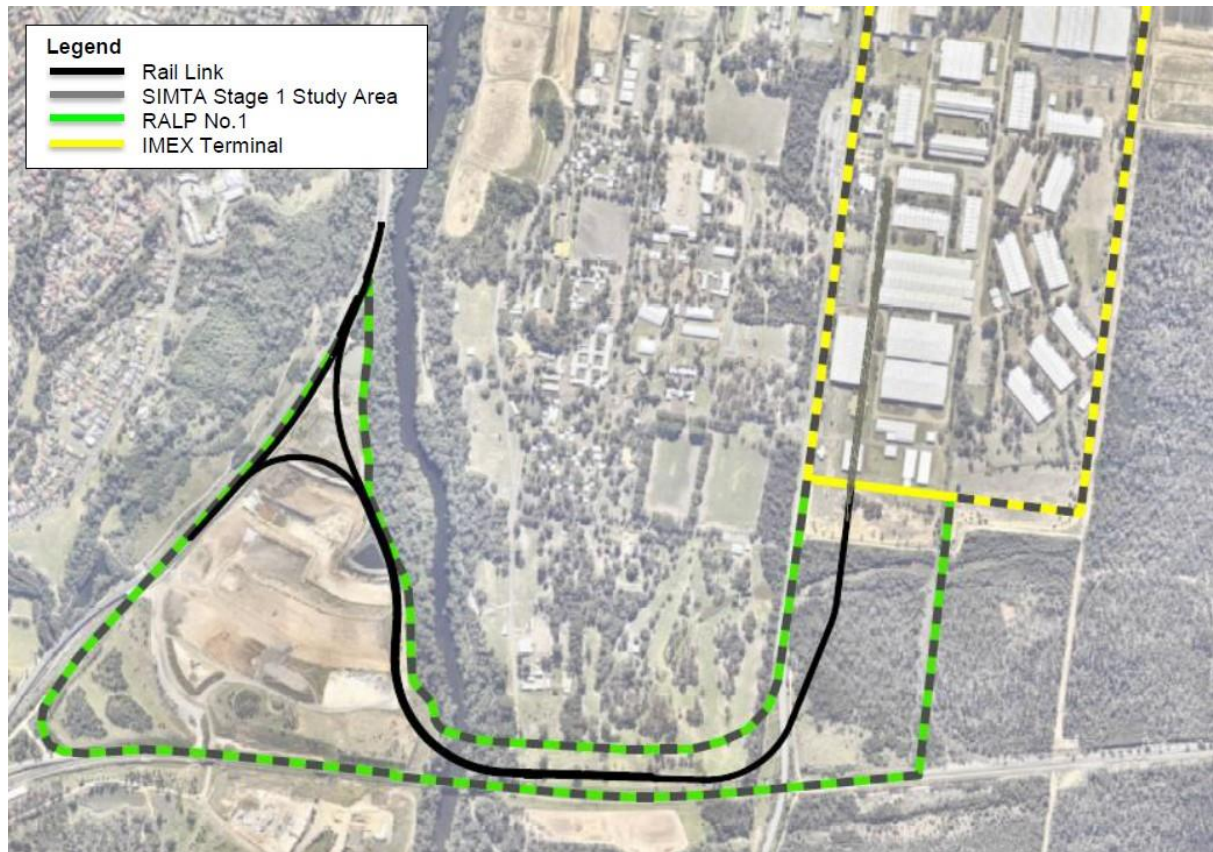 Legend
Rail Link
SIMTA Stage 1 Study Area
RALP No.1
IMEX Terminal